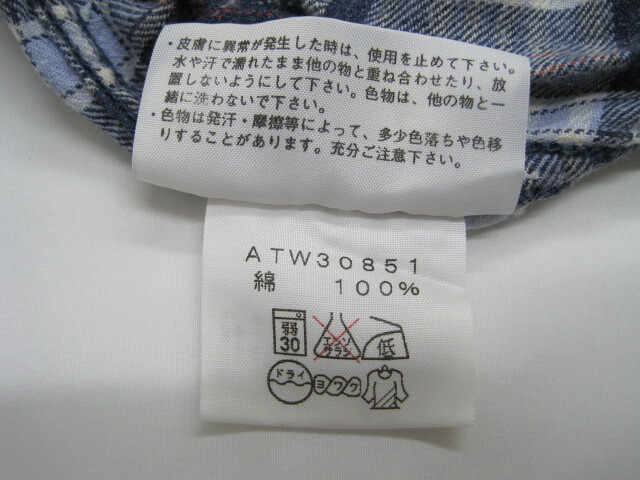 ・皮膚に異常が発生した時は、使用を止めて下さい。
水や汗で濡れたまま他の物と重ね合わせたり、放
置しないようにして下さい。色物は、他の物と一
緒に洗わないで下さい。
・色物は発汗・摩擦等によって、多少色落ちや色移
りすることがあります。充分ご注意下さい。
ATW30851
綿 100%
弱
30
エンソ
サラシ
低
ドライ
ヨワク